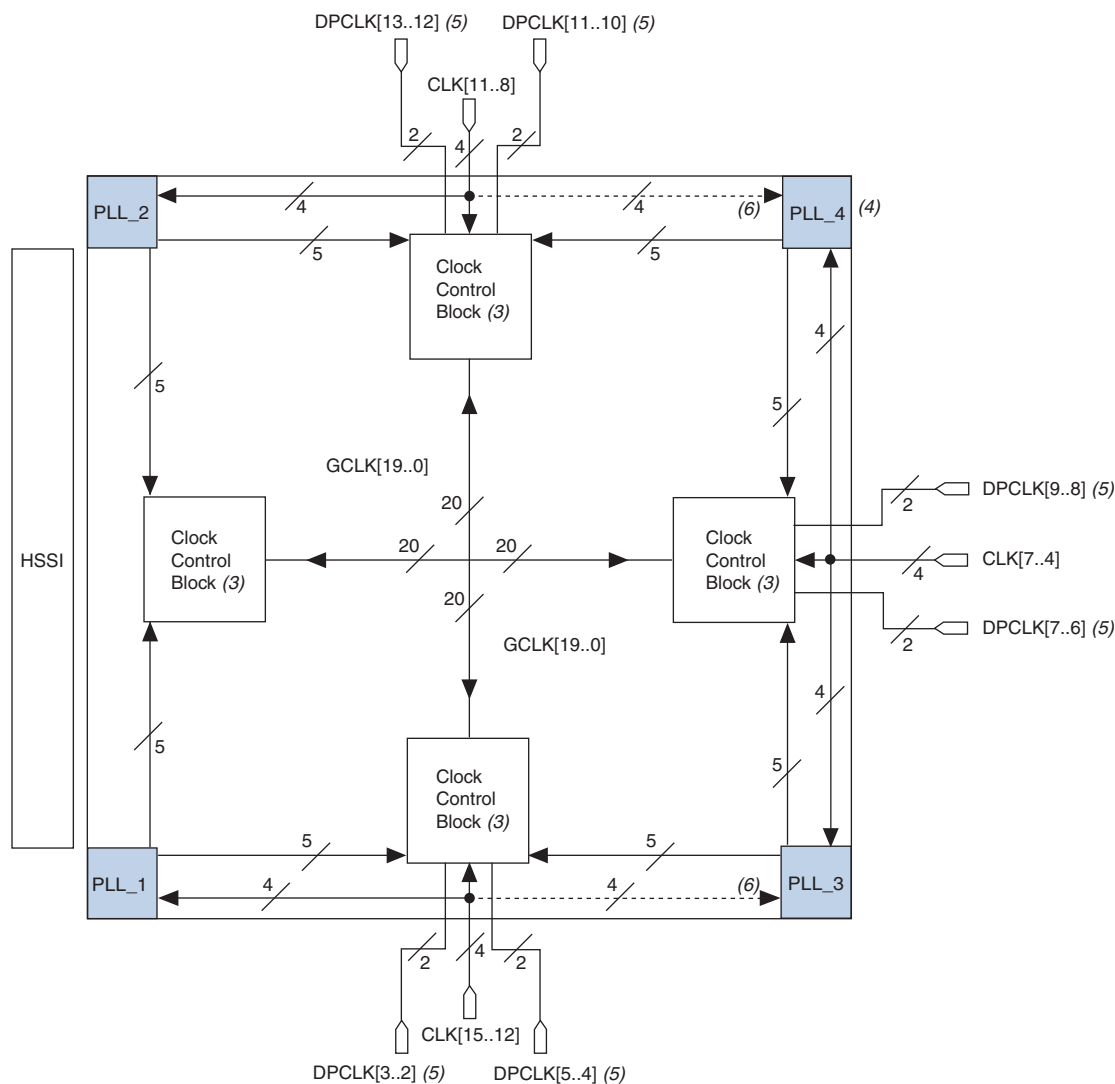 DPCLK[13..12] (5)
DPCLK[11..10] (5)
CLK[11..8]
2
4
2
PLL_2
4
4
(6)
PLL_4
(4)
5
5
Clock
Control
Block (3)
4
5
5
GCLK[19..0]
20
DPCLK[9..8] (5)
2
HSSI
Clock
Control
Block (3)
20
20
Clock
Control
Block (3)
CLK[7..4]
4
20
DPCLK[7..6] (5)
2
GCLK[19..0]
4
5
5
Clock
Control
Block (3)
5
5
PLL_1
4
4
(6)
PLL_3
2
4
2
CLK[15..12]
DPCLK[3..2] (5)
DPCLK[5..4] (5)